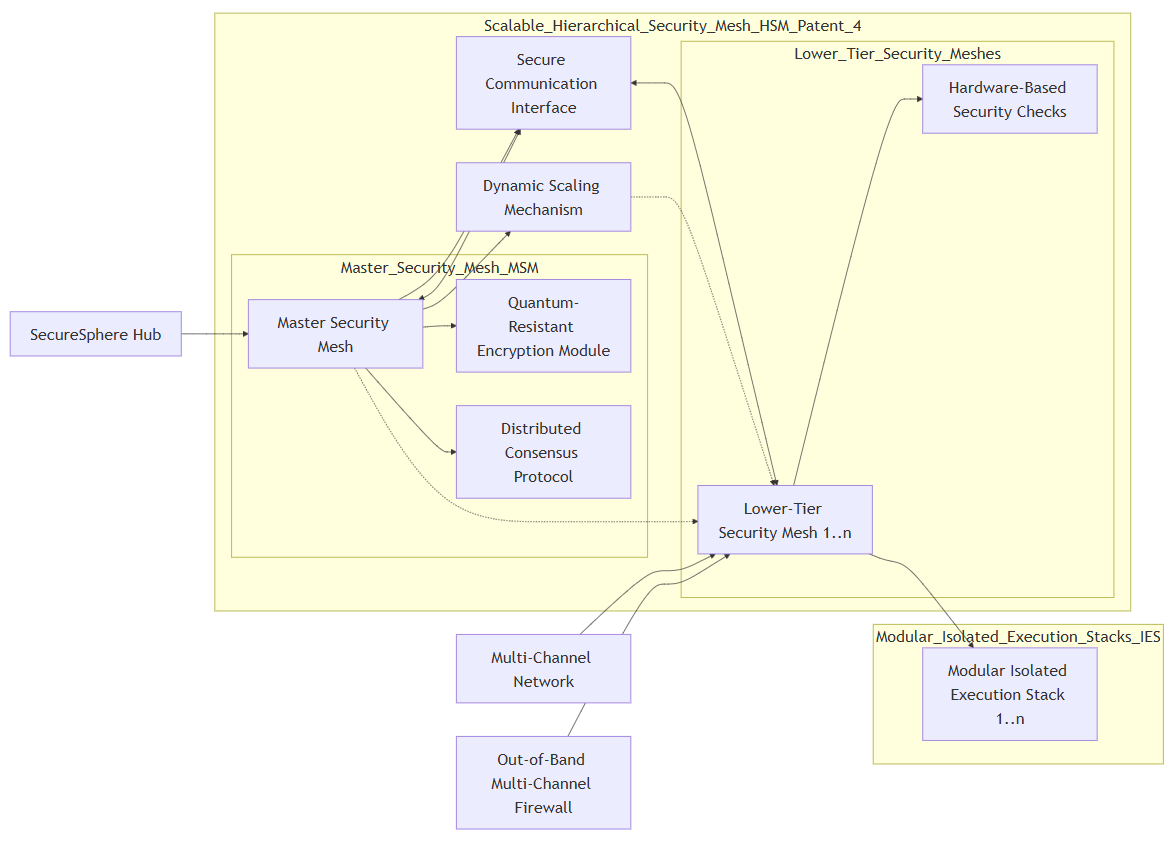 Scalable_Hierarchical_Security_Mesh_HSM_Patent_4
Secure
Communication
Interface
Lower_Tier_Security_Meshes
Hardware-Based
Security Checks
Dynamic Scaling
Mechanism
Master_Security_Mesh_MSM
SecureSphere Hub
Master Security
Mesh
Quantum-
Resistant
Encryption Module
Distributed
Consensus
Protocol
Lower-Tier
Security Mesh 1..n
Multi-Channel
Network
Modular_Isolated_Execution_Stacks_IES
Modular Isolated
Execution Stack
1..n
Out-of-Band
Multi-Channel
Firewall